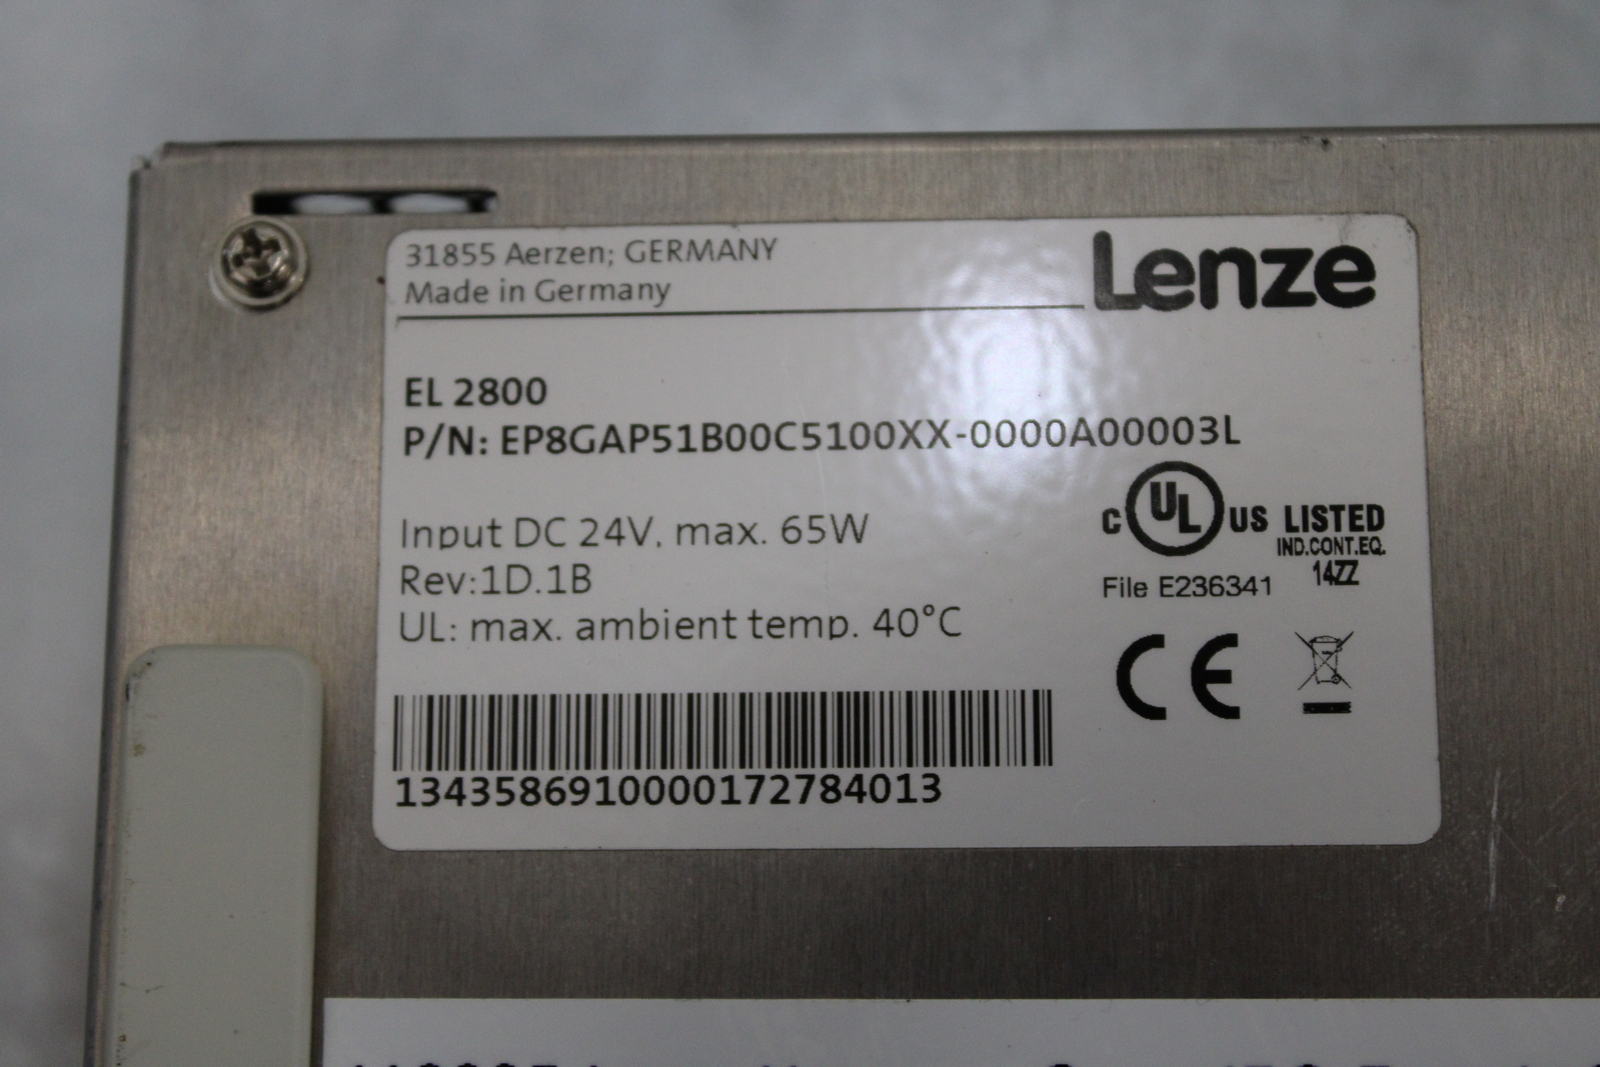 31855 Aerzen; GERMANY
Made in Germany
Lenze
EL 2800
P/N: EP8GAP51B00C5100XX-0000A00003L
Input DC 24V, max. 65W
Rev:1D.1B
UL: max. ambient temp. 40°C
C UL US LISTED
IND.CONT.EQ.
14ZZ
File E236341
CE
13435869100000172784013